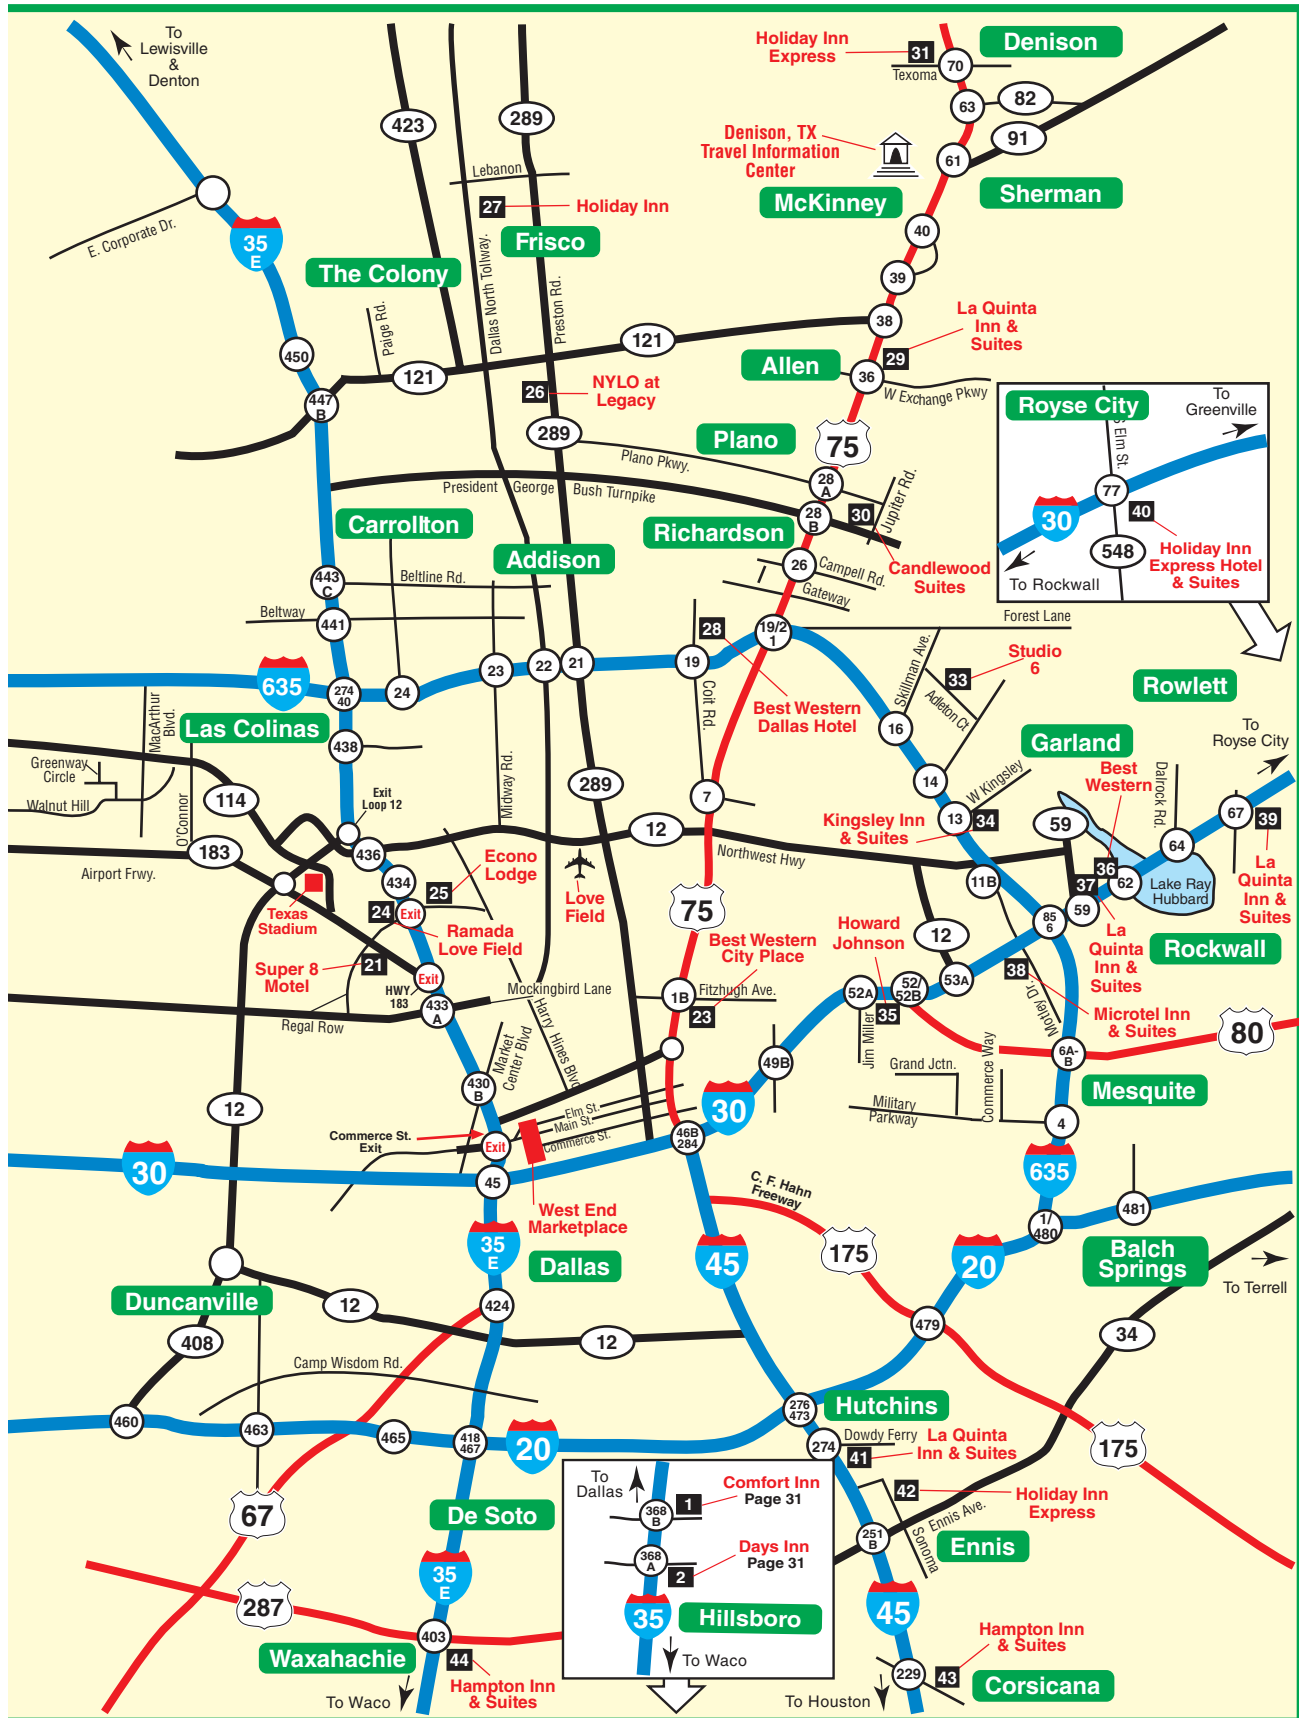 To
Lewisville
&
Denton
E. Corporate Dr.
35
E
423
289
Lebanon
27
Holiday Inn
Frisco
The Colony
Paige Rd.
Dallas North Tollway.
Preston Rd.
450
447
B
121
121
Holiday Inn
Express
31
Denison
70
Texoma
63
82
91
61
Denison, TX
Travel Information
Center
McKinney
Sherman
40
39
38
La Quinta
Inn &
Suites
29
Allen
36
W Exchange Pkwy
26
NYLO at
Legacy
289
Plano
75
Plano Pkwy.
28
A
President George Bush Turnpike
28
B
30
Jupiter Rd.
Candlewood
Suites
Richardson
26
Campell Rd.
Gateway
Royse City
To
Greenville
S Elm St.
77
30
40
548
Holiday Inn
Express Hotel
& Suites
To Rockwall
Carrollton
Addison
443
C
Beltline Rd.
Beltway
441
635
274
40
24
23
22
21
19
28
19/2
1
Forest Lane
Coit Rd.
Best Western
Dallas Hotel
Skillman Ave.
Studio
6
33
Adleton Ct
16
14
13
W Kingsley
Kingsley Inn
& Suites
34
Rowlett
Garland
To
Royse City
Best
Western
Dalrock Rd.
67
39
La
Quinta
Inn &
Suites
59
64
36
37
62
59
Lake Ray
Hubbard
Rockwall
La
Quinta
Inn &
Suites
MacArthur
Blvd.
Las Colinas
438
Greenway
Circle
Walnut Hill
O'Connor
114
183
Airport Frwy.
Exit
Loop 12
436
434
Midway Rd.
289
12
7
Northwest Hwy
11B
Econo
Lodge
25
24
Exit
Texas
Stadium
Ramada
Love Field
Super 8
Motel
21
Exit
HWY.
183
Love
Field
75
Best Western
City Place
1B
Fitzhugh Ave.
23
Howard
Johnson
12
85
6
52A
52/
52B
53A
35
Jim Miller
38
Motley Dr.
Microtel Inn
& Suites
80
6A-
B
Mesquite
433
A
Mockingbird Lane
Regal Row
Market
Center Blvd
Harry Hines Blvd
430
B
49B
Grand Jctn.
Commerce Way
Military
Parkway
4
635
12
Elm St.
Main St.
Commerce St.
Commerce St.
Exit
Exit
46B
284
30
30
45
West End
Marketplace
35
E
Dallas
C. F. Hahn
Freeway
45
175
20
1/
480
481
Balch
Springs
To Terrell
34
Duncanville
12
424
12
408
Camp Wisdom Rd.
479
276
473
Hutchins
460
463
465
418
467
20
274
Dowdy Ferry
La Quinta
Inn & Suites
41
175
67
De Soto
To
Dallas
368
B
1
Comfort Inn
Page 31
368
A
2
Days Inn
Page 31
35
Hillsboro
To Waco
42
Holiday Inn
Express
251
B
Ennis Ave.
Sonoma
Ennis
45
35
E
287
403
Waxahachie
44
Hampton Inn
& Suites
To Waco
Hampton Inn
& Suites
229
43
Corsicana
To Houston